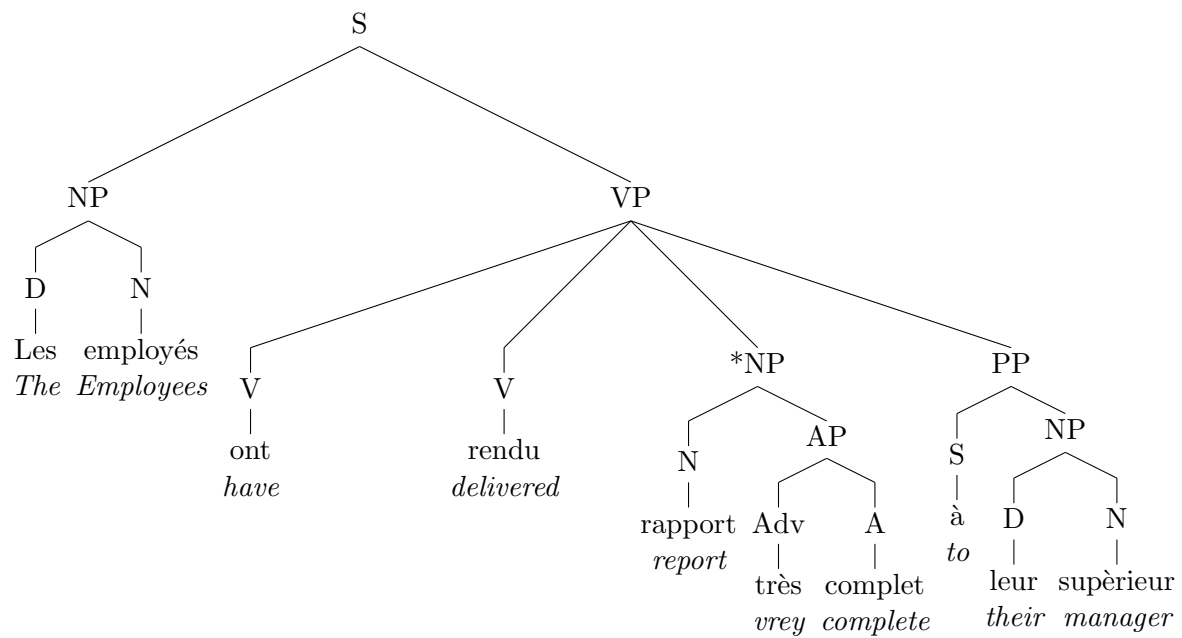 S
NP VP
D N
Les employés
The Employees
*NP PP
V V
AP NP
ont rendu N S
have delivered
rapport Adv A à D N
report to
très complet leur supèrieur
vrey complete their manager